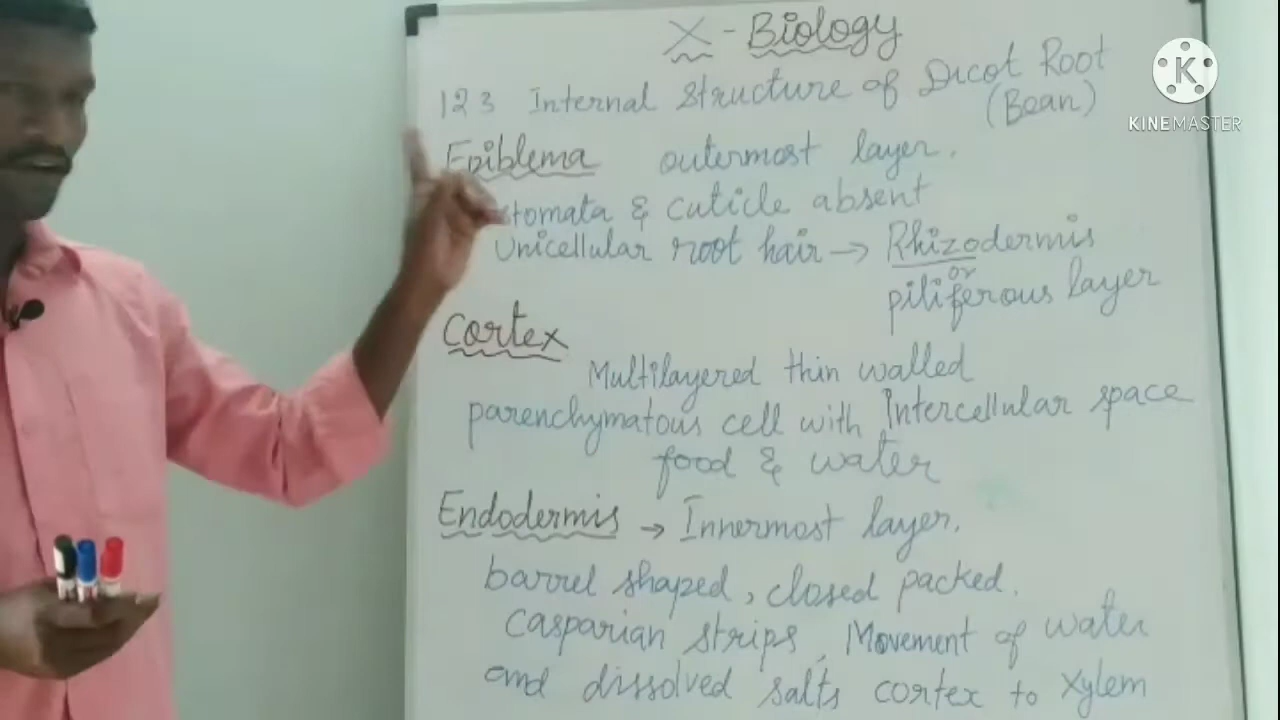 X - Biology
123 Internal Structure of Dicot Root
(Bean)
Epiblema outermost layer.
stomata & cuticle absent
Unicellular root hair → Rhizodermis
or
piliferous layer
Cortex
Multilayered thin walled
parenchymatous cell with Intercellular space
food & water
Endodermis → Innermost layer.
barrel shaped, closed packed.
Casparian strips, Movement of water
and dissolved salts cortex to Xylem
K
KINEMASTER